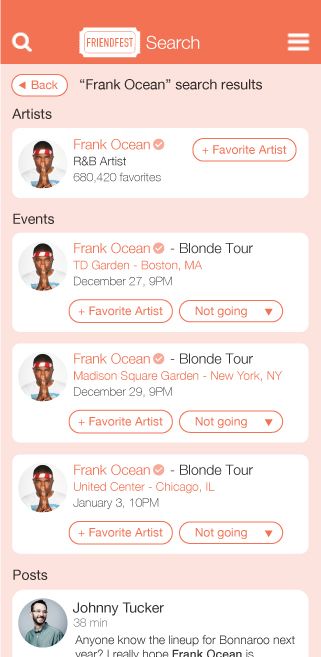 FRIENDFEST Search
Back "Frank Ocean" search results
Artists
Frank Ocean
R&B Artist
680,420 favorites
+ Favorite Artist
Events
Frank Ocean - Blonde Tour
TD Garden - Boston, MA
December 27, 9PM
+ Favorite Artist Not going
Frank Ocean - Blonde Tour
Madison Square Garden - New York, NY
December 29, 9PM
+ Favorite Artist Not going
Frank Ocean - Blonde Tour
United Center - Chicago, IL
January 3, 10PM
+ Favorite Artist Not going
Posts
Johnny Tucker
38 min
Anyone know the lineup for Bonnaroo next
year? I really hope Frank Ocean is